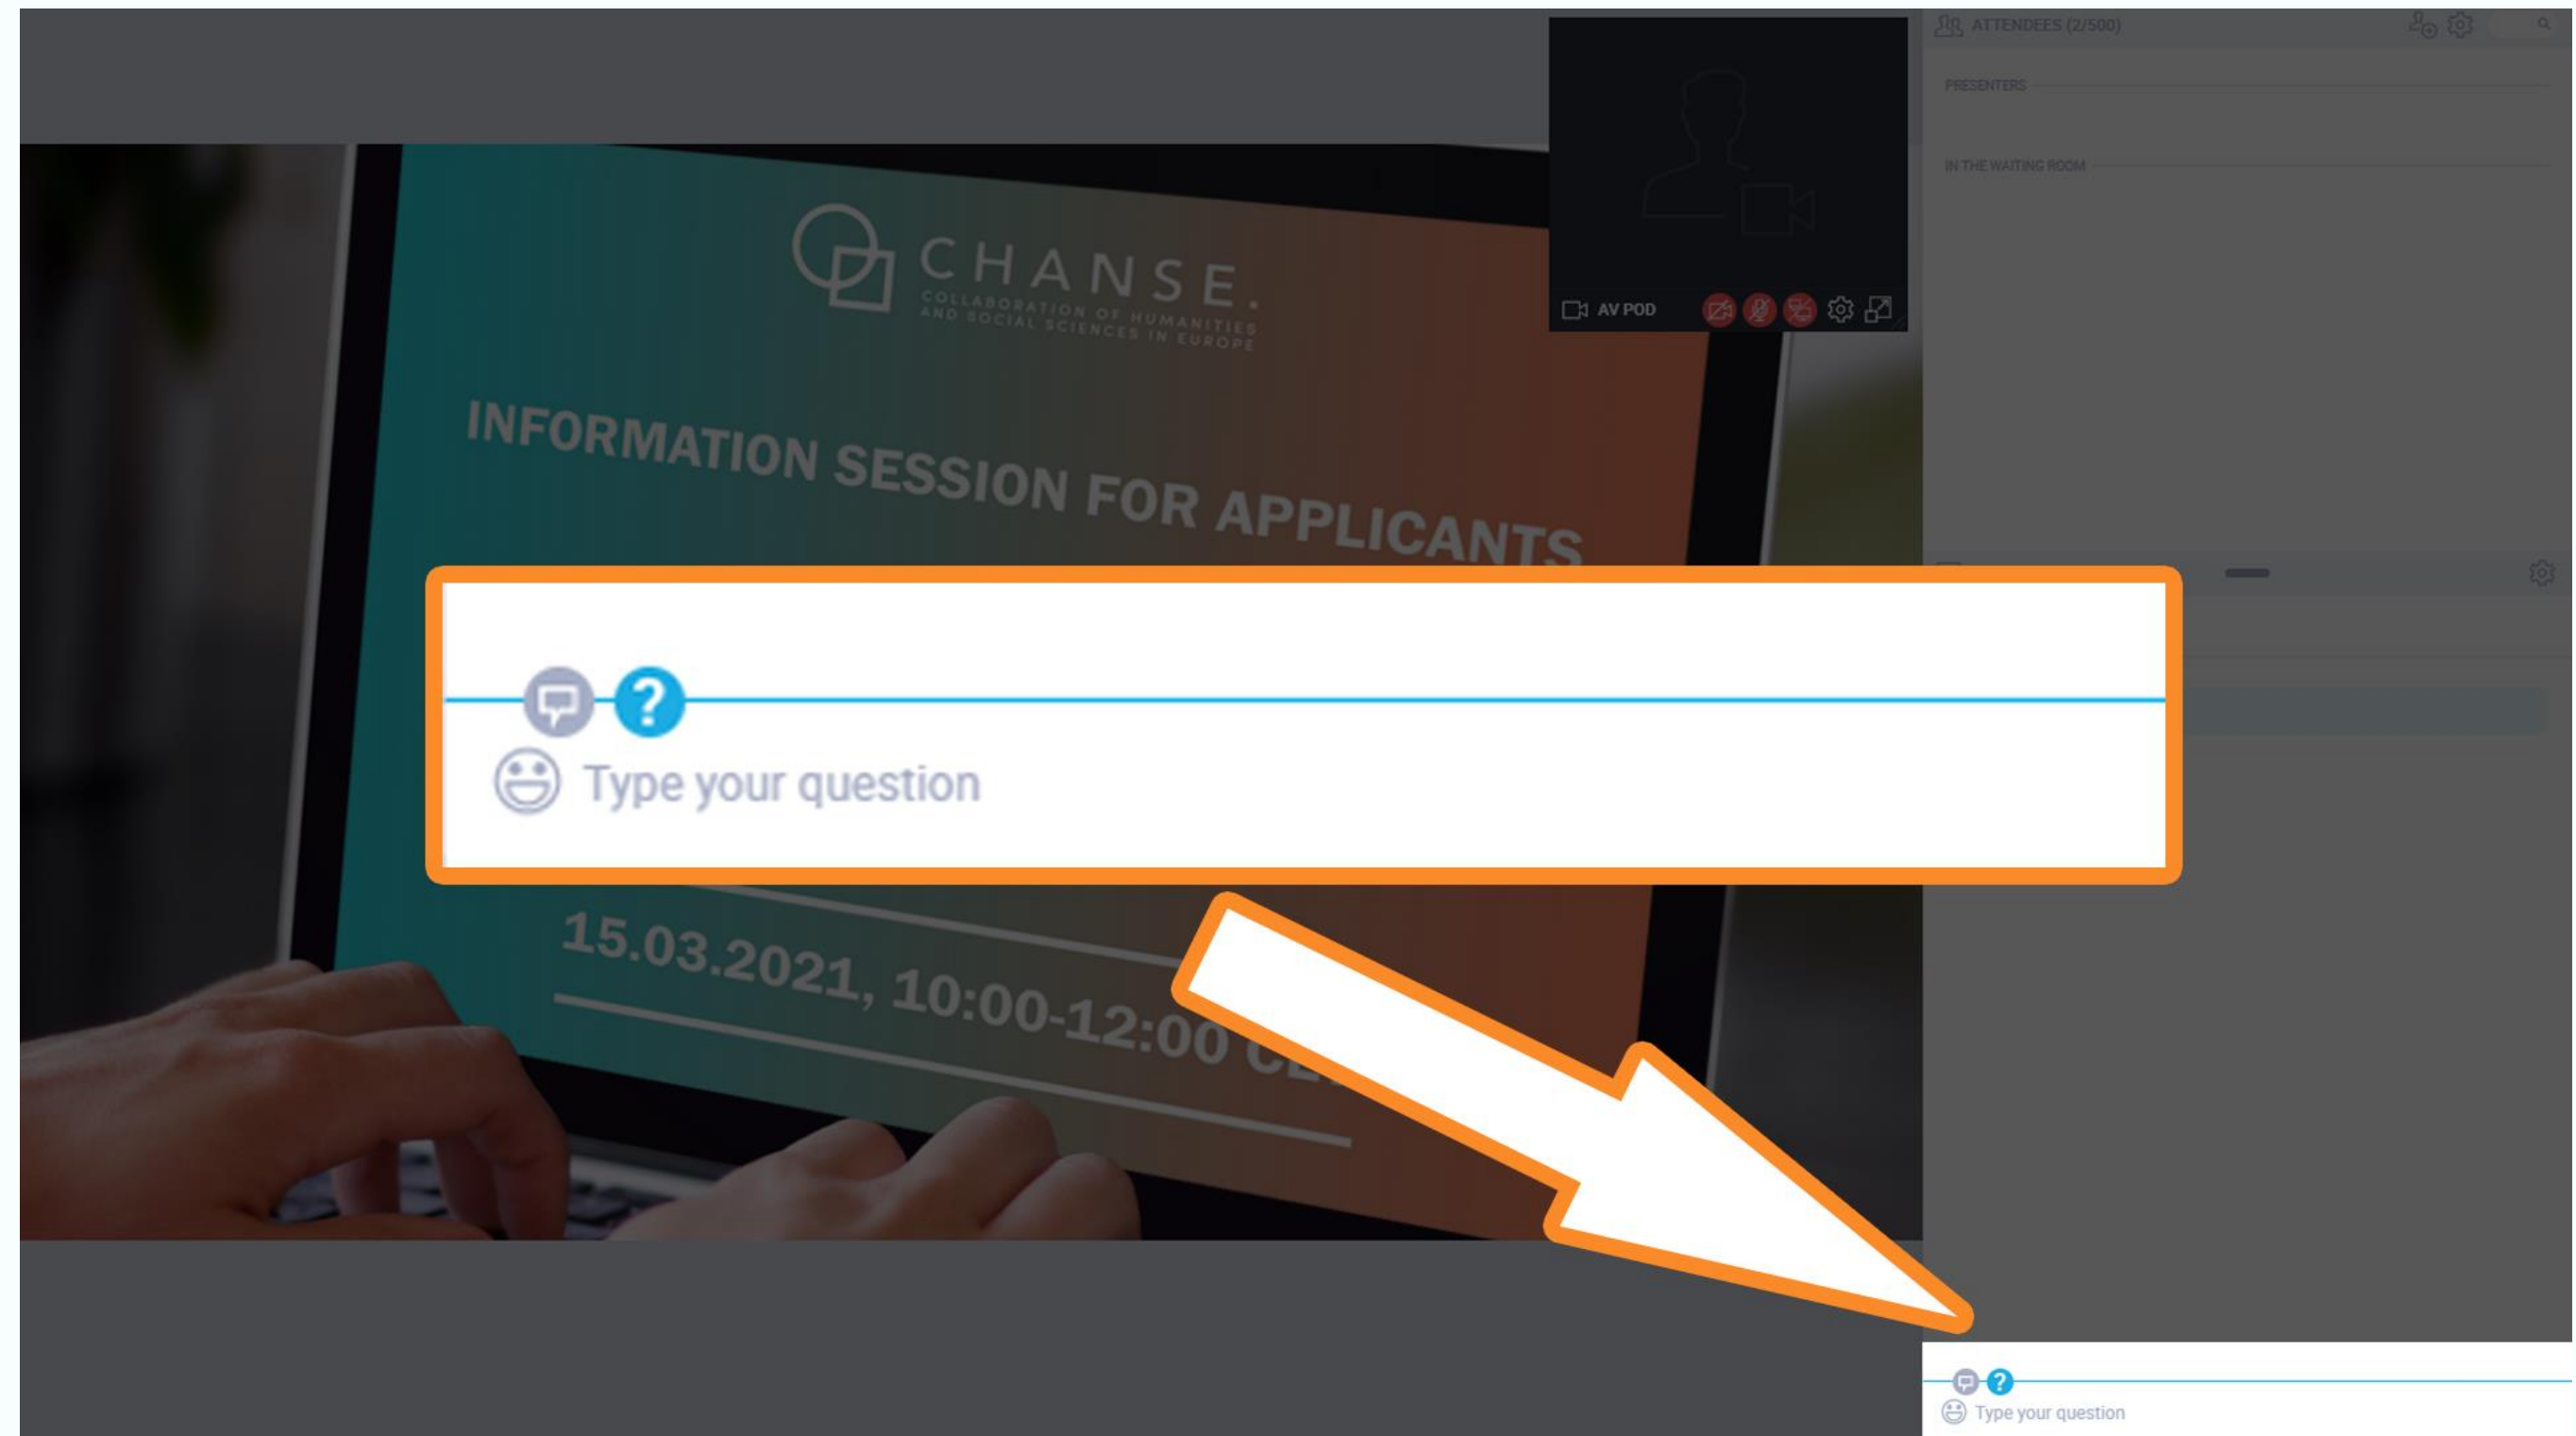 ATTENDEES (2/500)
PRESENTERS
IN THE WAITING ROOM
CHANSE.
COLLABORATION OF HUMANITIES
AND SOCIAL SCIENCES IN EUROPE
AV POD
INFORMATION SESSION FOR APPLICANTS
?
Type your question
15.03.2021, 10:00-12:00
?
Type your question